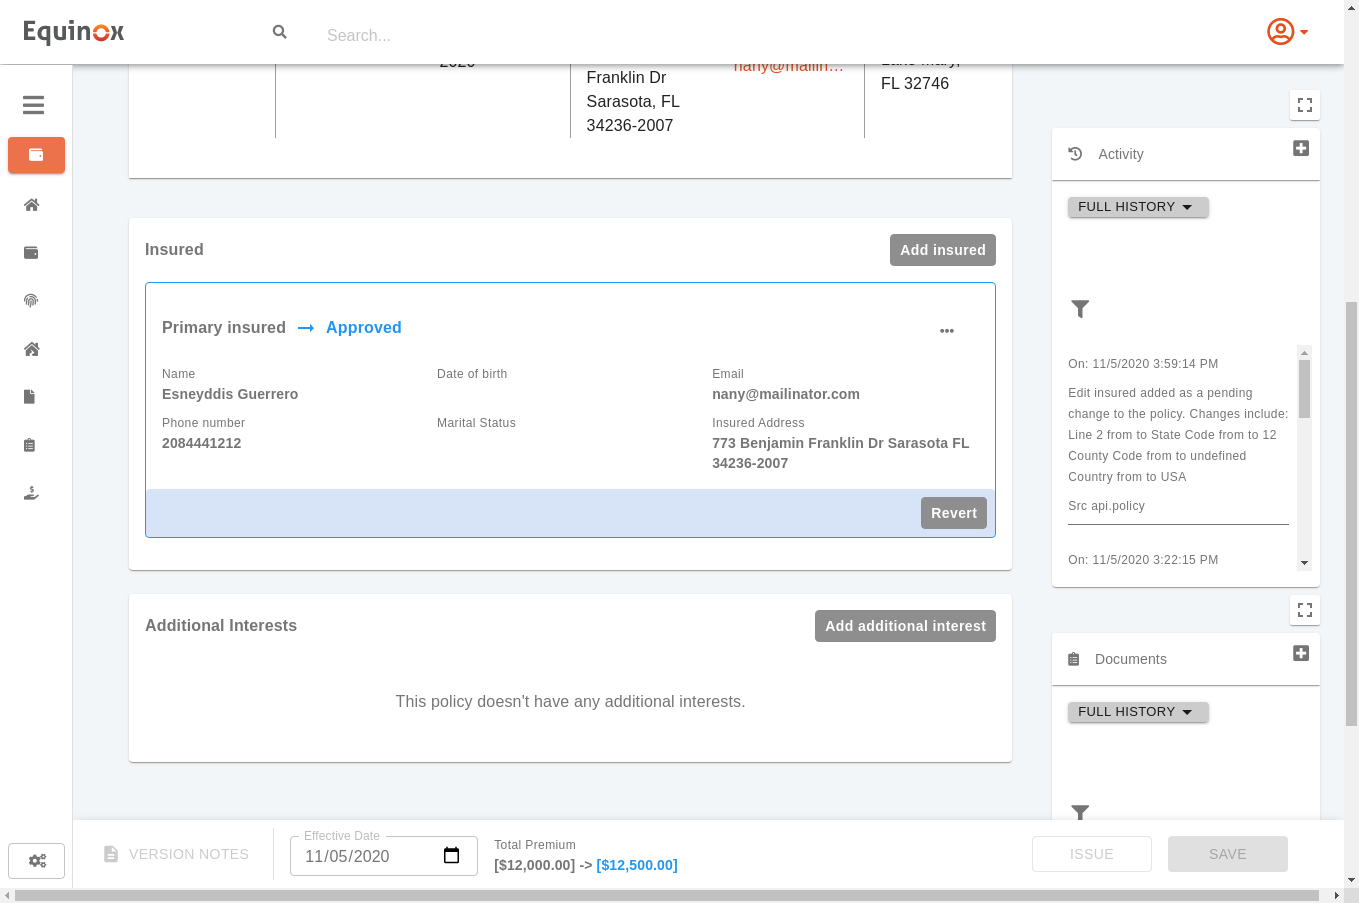 Equinox
Search...
2020
Franklin Dr
Sarasota, FL
34236-2007
nany@mailin...
Lake Mary,
FL 32746
Insured
Add insured
Primary insured
Approved
Name
Esneyddis Guerrero
Date of birth
Email
nany@mailinator.com
Phone number
2084441212
Marital Status
Insured Address
773 Benjamin Franklin Dr Sarasota FL
34236-2007
Revert
Additional Interests
Add additional interest
This policy doesn't have any additional interests.
Activity
FULL HISTORY
On: 11/5/2020 3:59:14 PM
Edit insured added as a pending
change to the policy. Changes include:
Line 2 from to State Code from to 12
County Code from to undefined
Country from to USA
Src api.policy
On: 11/5/2020 3:22:15 PM
Documents
FULL HISTORY
VERSION NOTES
Effective Date
11/05/2020
Total Premium
[$12,000.00] -> [$12,500.00]
ISSUE
SAVE